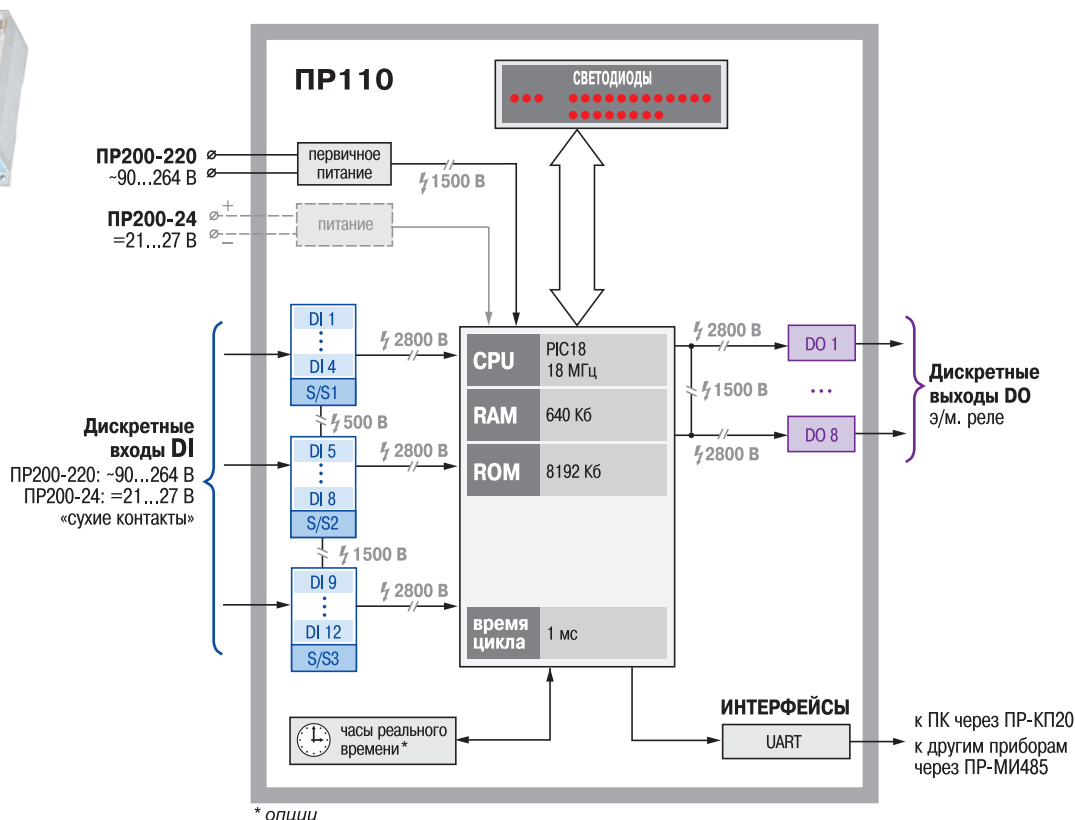 ПР110
СВЕТОДИОДЫ
ПР200-220
~90...264 В
первичное
питание
1500 В
ПР200-24
=21...27 В
+
–
питание
DI 1
DI 4
S/S1
2800 В
500 В
DI 5
DI 8
S/S2
2800 В
1500 В
DI 9
DI 12
S/S3
2800 В
Дискретные
входы DI
ПР200-220: ~90...264 В
ПР200-24: =21...27 В
«сухие контакты»
CPU
PIC18
18 МГц
RAM
640 Кб
ROM
8192 Кб
время
цикла
1 мс
2800 В
1500 В
2800 В
DO 1
...
DO 8
Дискретные
выходы DO
э/м. реле
часы реального
времени*
ИНТЕРФЕЙСЫ
UART
к ПК через ПР-КП20
к другим приборам
через ПР-МИ485
* опции